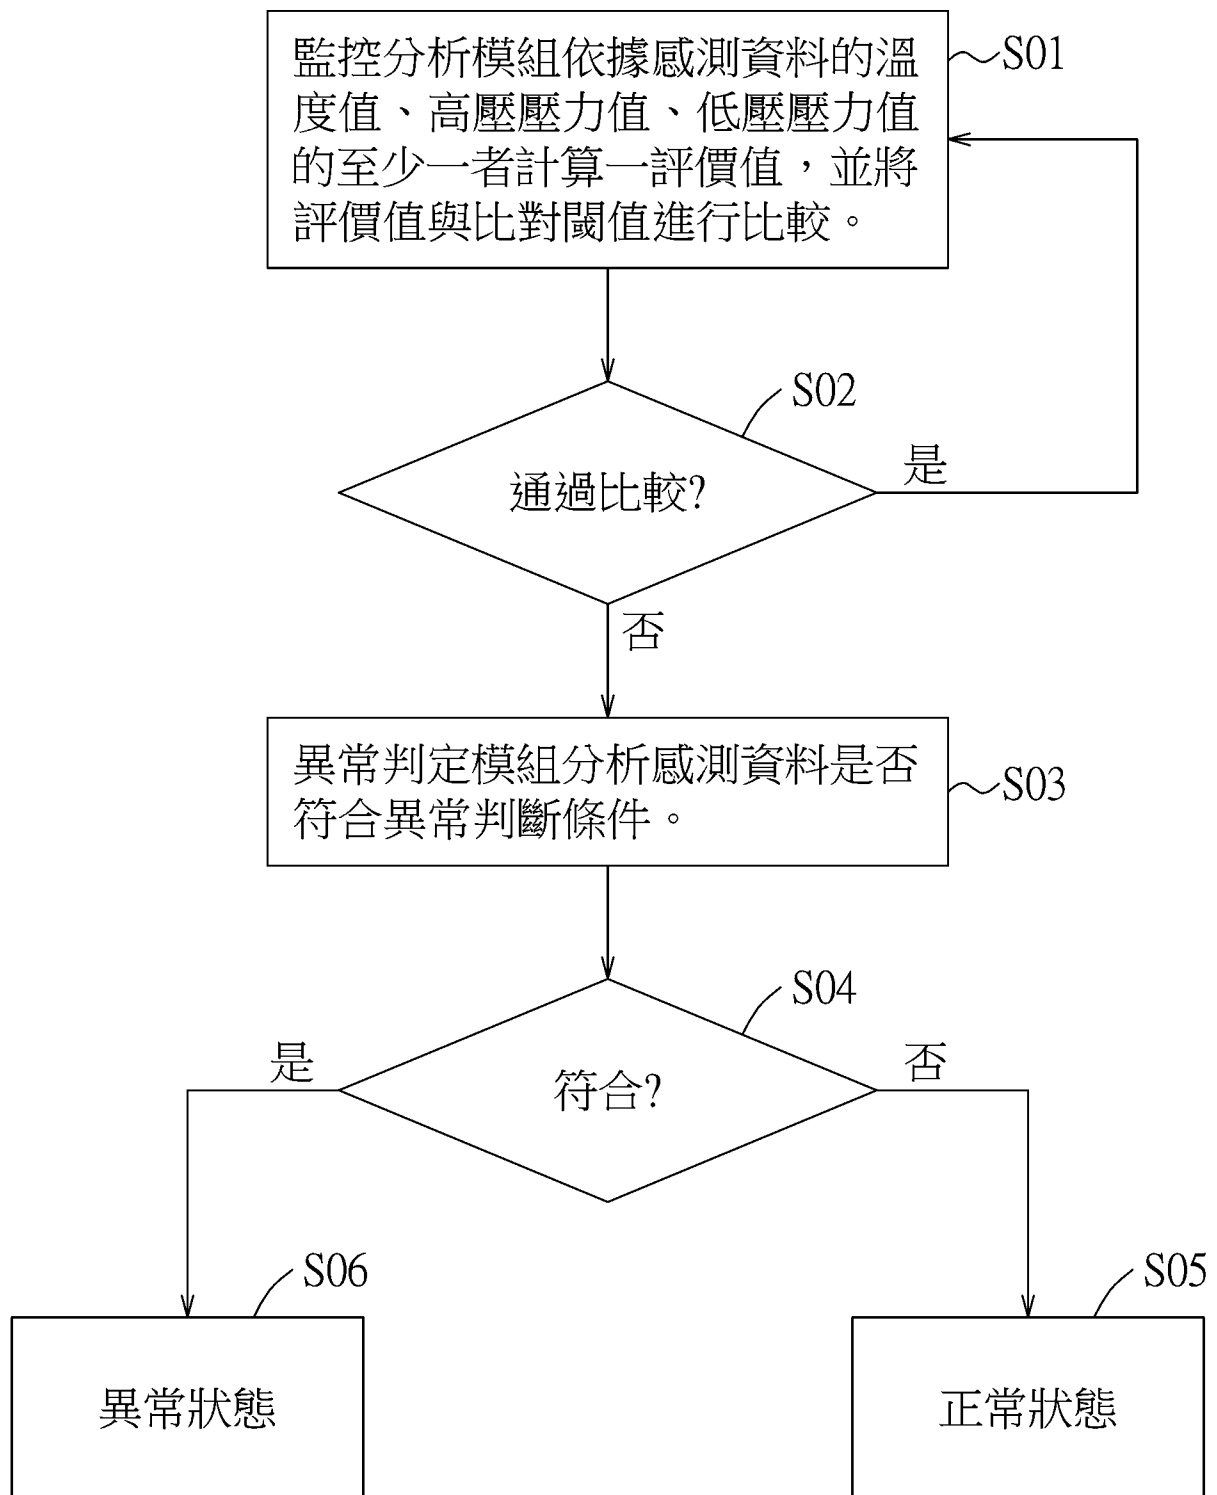 監控分析模組依據感測資料的溫
度值、高壓壓力值、低壓壓力值
的至少一者計算一評價值，並將
評價值與比對閾值進行比較。
S01
S02
通過比較?
是
否
異常判定模組分析感測資料是否
符合異常判斷條件。
S03
S04
是
符合?
否
S06
S05
異常狀態
正常狀態